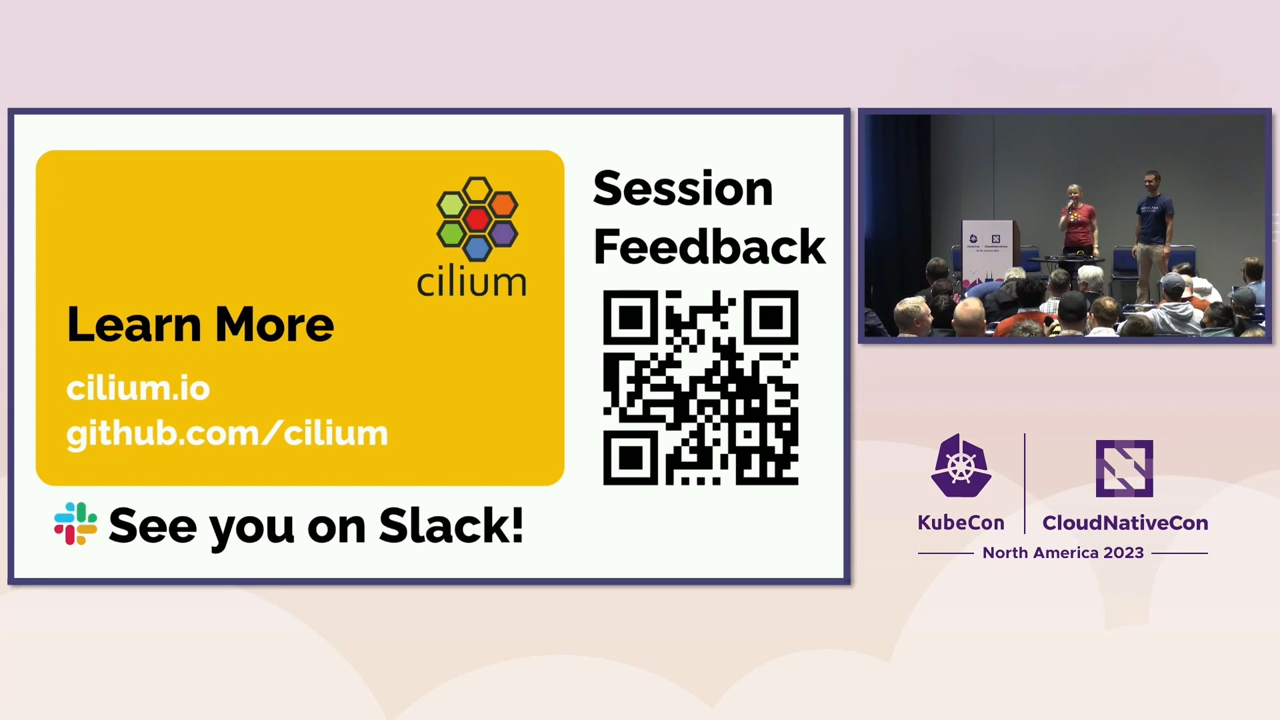 cilium
Learn More
cilium.io
github.com/cilium
See you on Slack!
Session
Feedback
KubeCon
CloudNativeCon
North America 2023